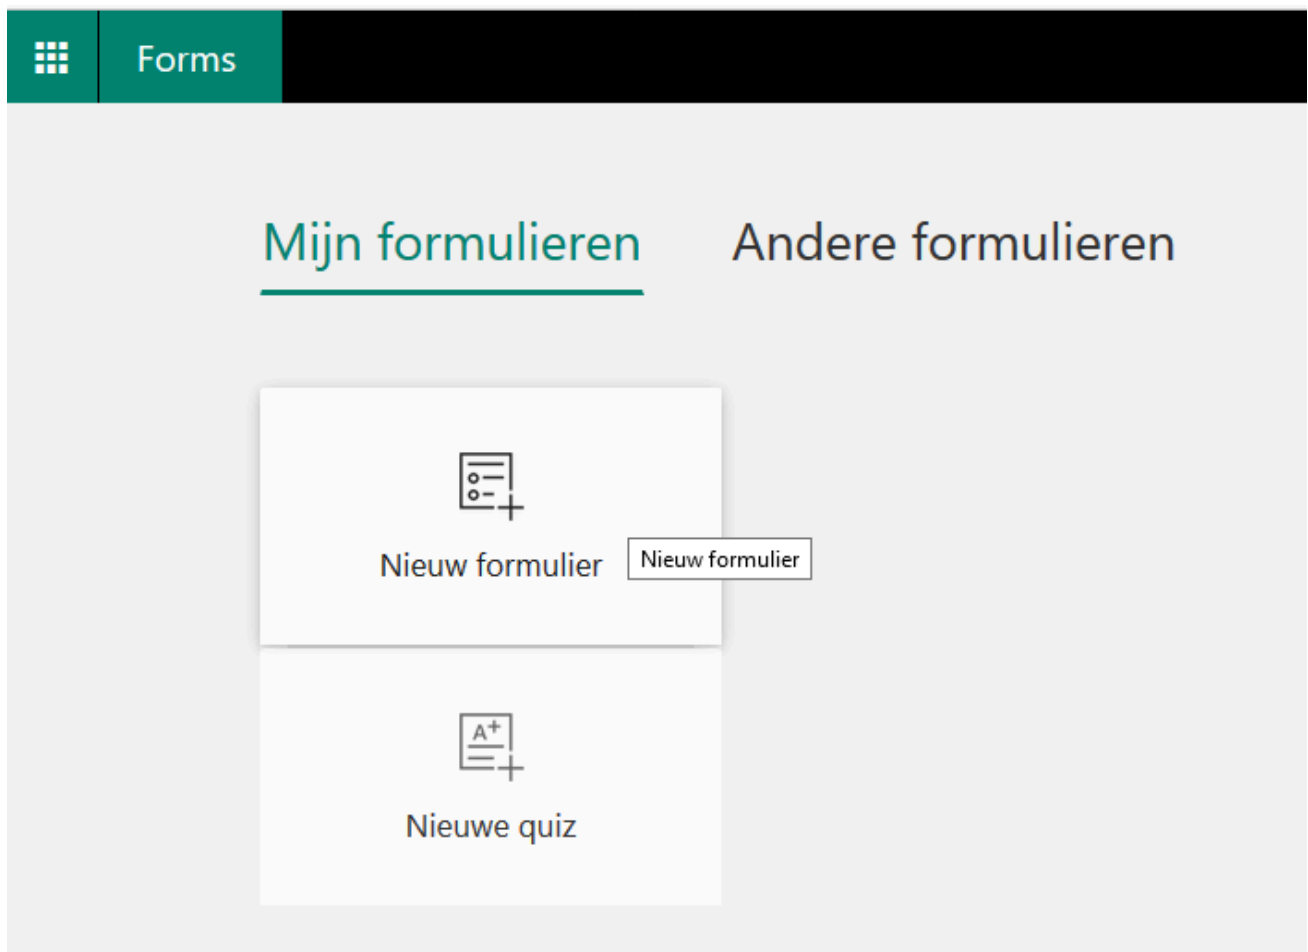 Forms
Mijn formulieren
Andere formulieren
Nieuw formulier
Nieuw formulier
A+
Nieuwe quiz